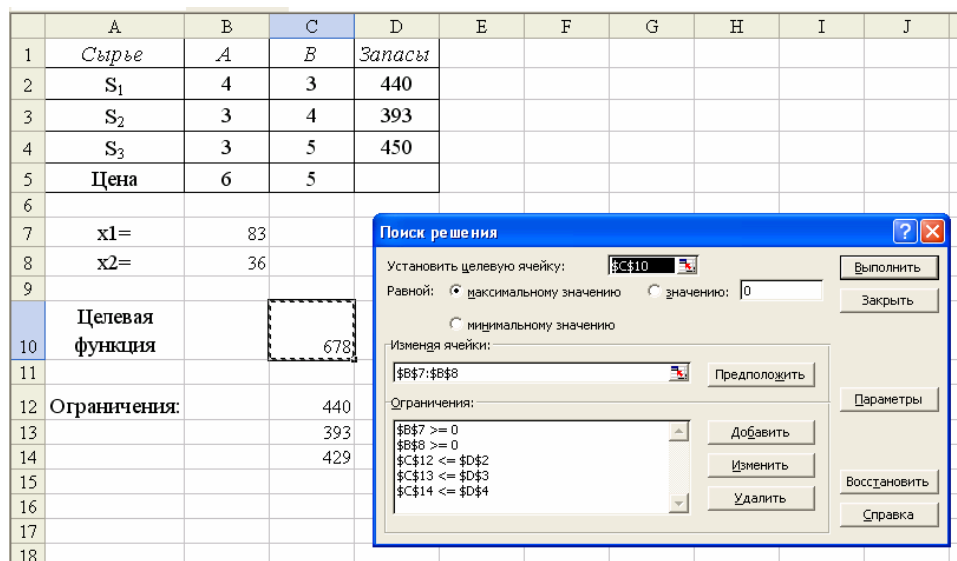 A B C D E F G H I J
1 Сырье A B Запасы
2 S1 4 3 440
3 S2 3 4 393
4 S3 3 5 450
5 Цена 6 5
6
7 x1= 83
8 x2= 36
9
10 Целевая функция 678
11
12 Ограничения: 440
13 393
14 429
15
16
17
18
Поиск решения
Установить целевую ячейку: $C$10 Выполнить
Равной: максимальному значению значению: 0 Закрыть
минимальному значению
Изменяя ячейки:
$B$7:$B$8 Предположить
Ограничения: Параметры
$B$7 >= 0 Добавить
$B$8 >= 0
$C$12 <= $D$2 Изменить
$C$13 <= $D$3 Восстановить
$C$14 <= $D$4 Удалить
Справка